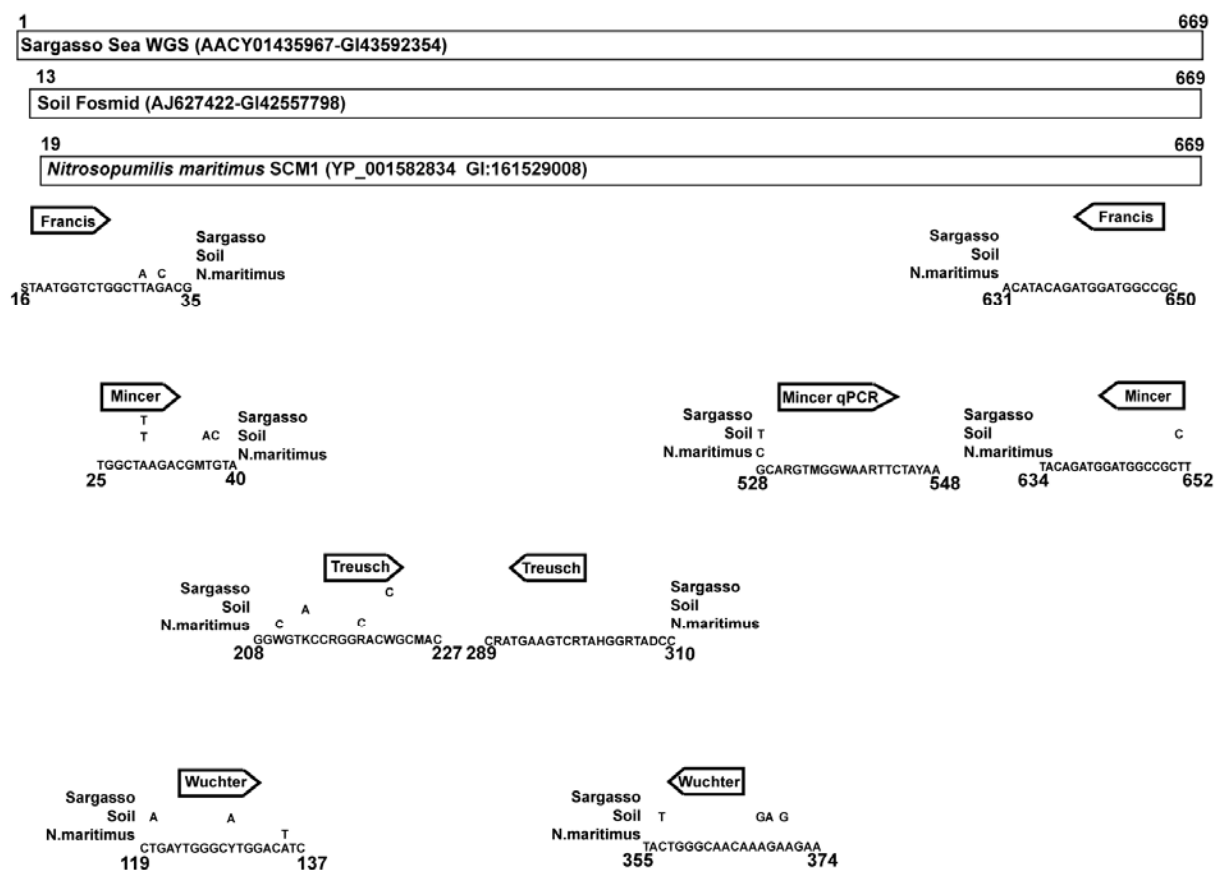 1 669
Sargasso Sea WGS (AACY01435967-GI43592354)
13 669
Soil Fosmid (AJ627422-GI42557798)
19 669
Nitrosopumilis maritimus SCM1 (YP_001582834 GI:161529008)
Francis Francis
Sargasso Sargasso
Soil Soil
A C N.maritimus N.maritimus
STAATGGTCTGGCTTAGACG ACATACAGATGGATGGCCGC
16 35 631 650
Mincer Mincer qPCR Mincer
T Sargasso Sargasso Sargasso
T AC Soil Soil T Soil C
N.maritimus N.maritimus C N.maritimus
TGGCTAAGACGMTGTA GCARGTMGGWAARTTCTAYAA TACAGATGGATGGCCGCTT
25 40 528 548 634 652
Treusch Treusch
Sargasso C Sargasso
Soil A Soil
N.maritimus C C N.maritimus
GGWGTKCCRGGRACWGCMAC CRATGAAGTCRTAHGGRTADCC
208 227 289 310
Wuchter Wuchter
Sargasso Sargasso
Soil A A Soil T GA G
N.maritimus T N.maritimus
CTGAYTGGGCYTGGACATC TACTGGGCAACAAAGAAGAA
119 137 355 374